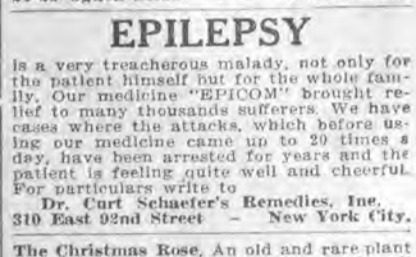 EPILEPSY
is a very treacherous malady, not only for
the patient himself but for the whole fam-
ily. Our medicine "EPICOM" brought re-
lief to many thousands sufferers. We have
cases where the attacks, which before us-
ing our medicine came up to 20 times a
day, have been arrested for years and the
patient is feeling quite well and cheerful.
For particulars write to
Dr. Curt Schaefer's Remedies, Inc.
310 East 92nd Street – New York City.
The Christmas Rose, An old and rare plant